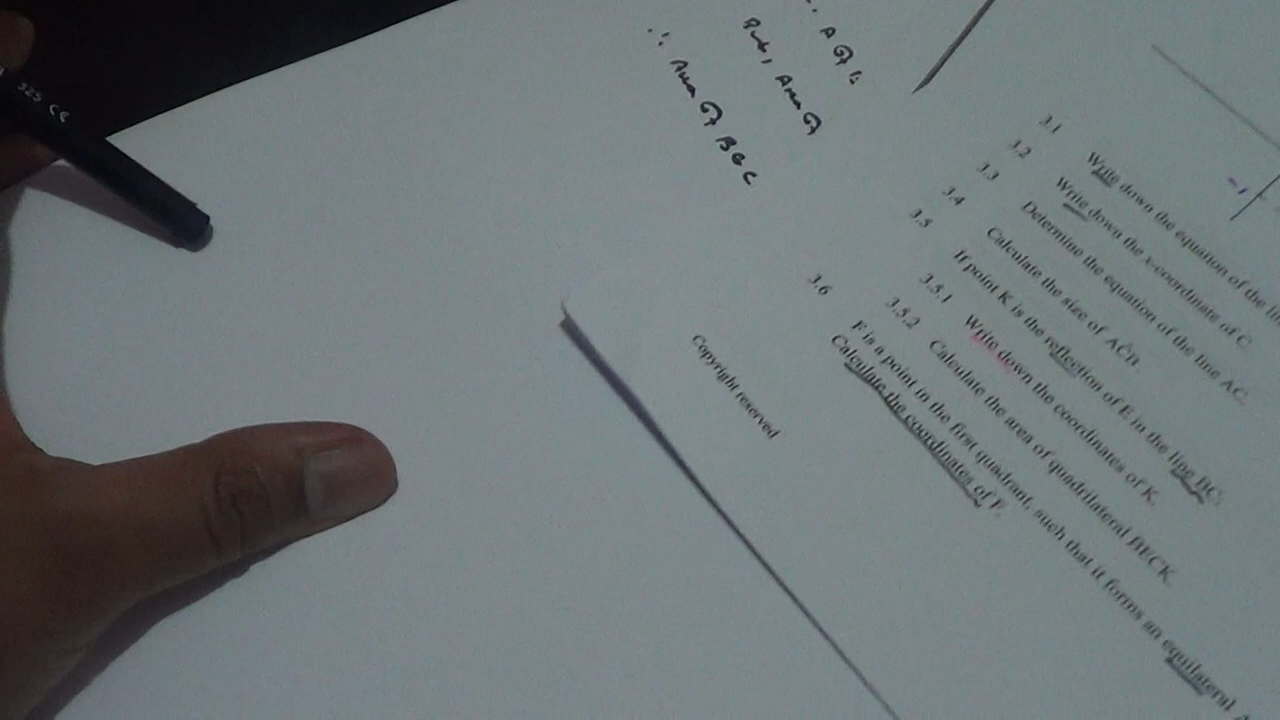 325 CE
Area
BEC
-1
3.1 Write down the equation of the
3.2 Write down the x-coordinate of C.
3.3 Determine the equation of the line AC.
3.4 Calculate the size of AĈB.
3.5 If point K is the reflection of E in the line BC:
3.5.1 Write down the coordinates of K.
3.5.2 Calculate the area of quadrilateral BECK.
3.6 F is a point in the first quadrant, such that it forms an equilateral
Calculate the coordinates of F.
Copyright reserved